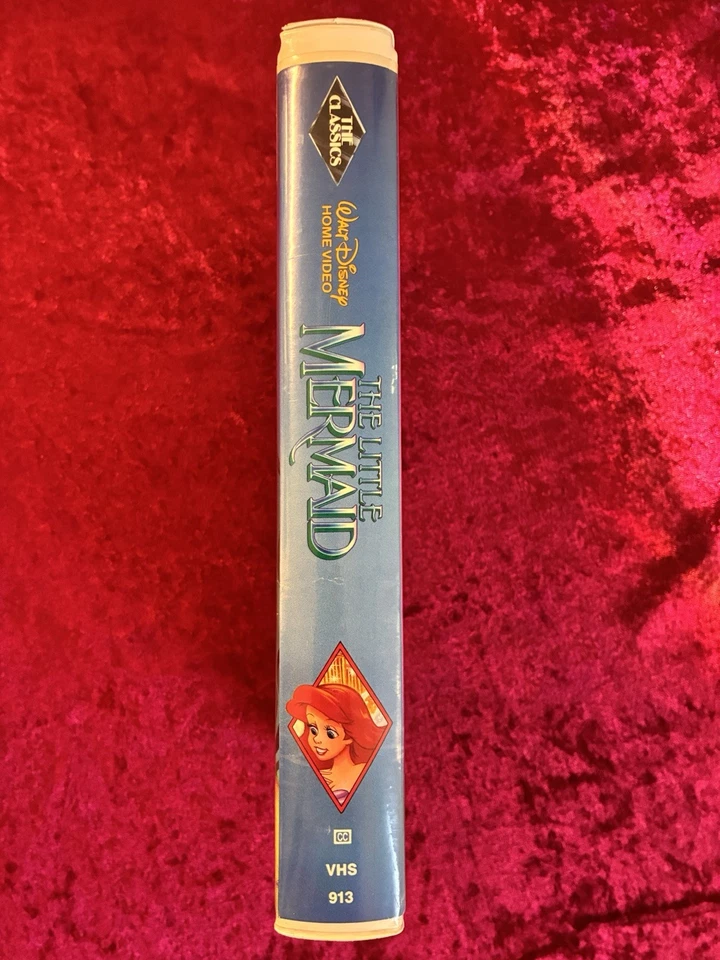 THE
CLASSICS
WALT DISNEY
HOME VIDEO
THE LITTLE
MERMAID
CC
VHS
913